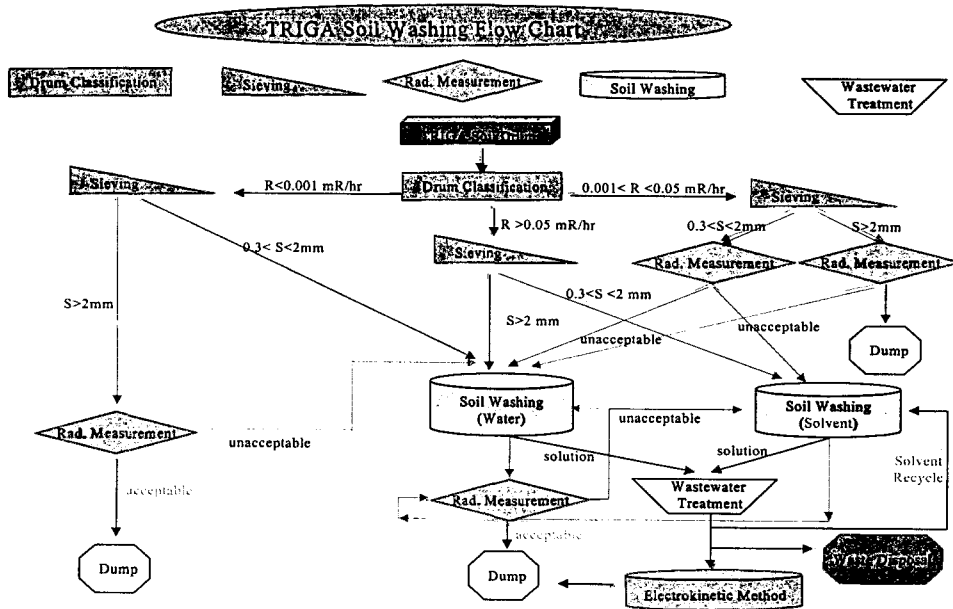 TRIGA Soil Washing Flow Chart
Drum Classification
Sieving
Rad. Measurement
Soil Washing
Wastewater
Treatment
Sieving
R<0.001 mR/hr
Drum Classification
0.001< R <0.05 mR/hr
Sieving
R >0.05 mR/hr
0.3< S<2mm
Sieving
0.3< S<2mm
S>2mm
Rad. Measurement
Rad. Measurement
S>2mm
0.3<S <2 mm
S>2 mm
unacceptable
unacceptable
Dump
Soil Washing
(Water)
Soil Washing
(Solvent)
Rad. Measurement
unacceptable
unacceptable
solution
solution
Solvent
Recycle
acceptable
Rad. Measurement
Wastewater
Treatment
acceptable
Dump
Dump
Waste Disposal
Electrokinetic Method